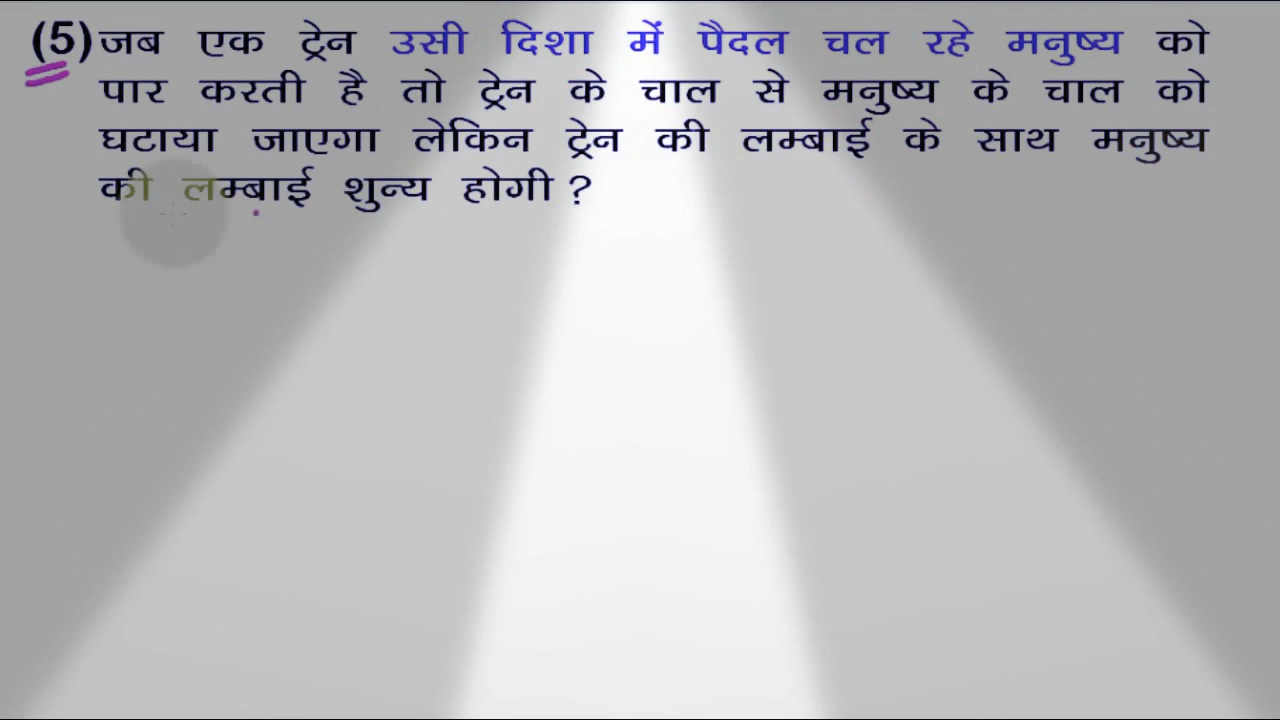 (5) जब एक ट्रेन उसी दिशा में पैदल चल रहे मनुष्य को
पार करती है तो ट्रेन के चाल से मनुष्य के चाल को
घटाया जाएगा लेकिन ट्रेन की लम्बाई के साथ मनुष्य
की लम्बाई शुन्य होगी ?